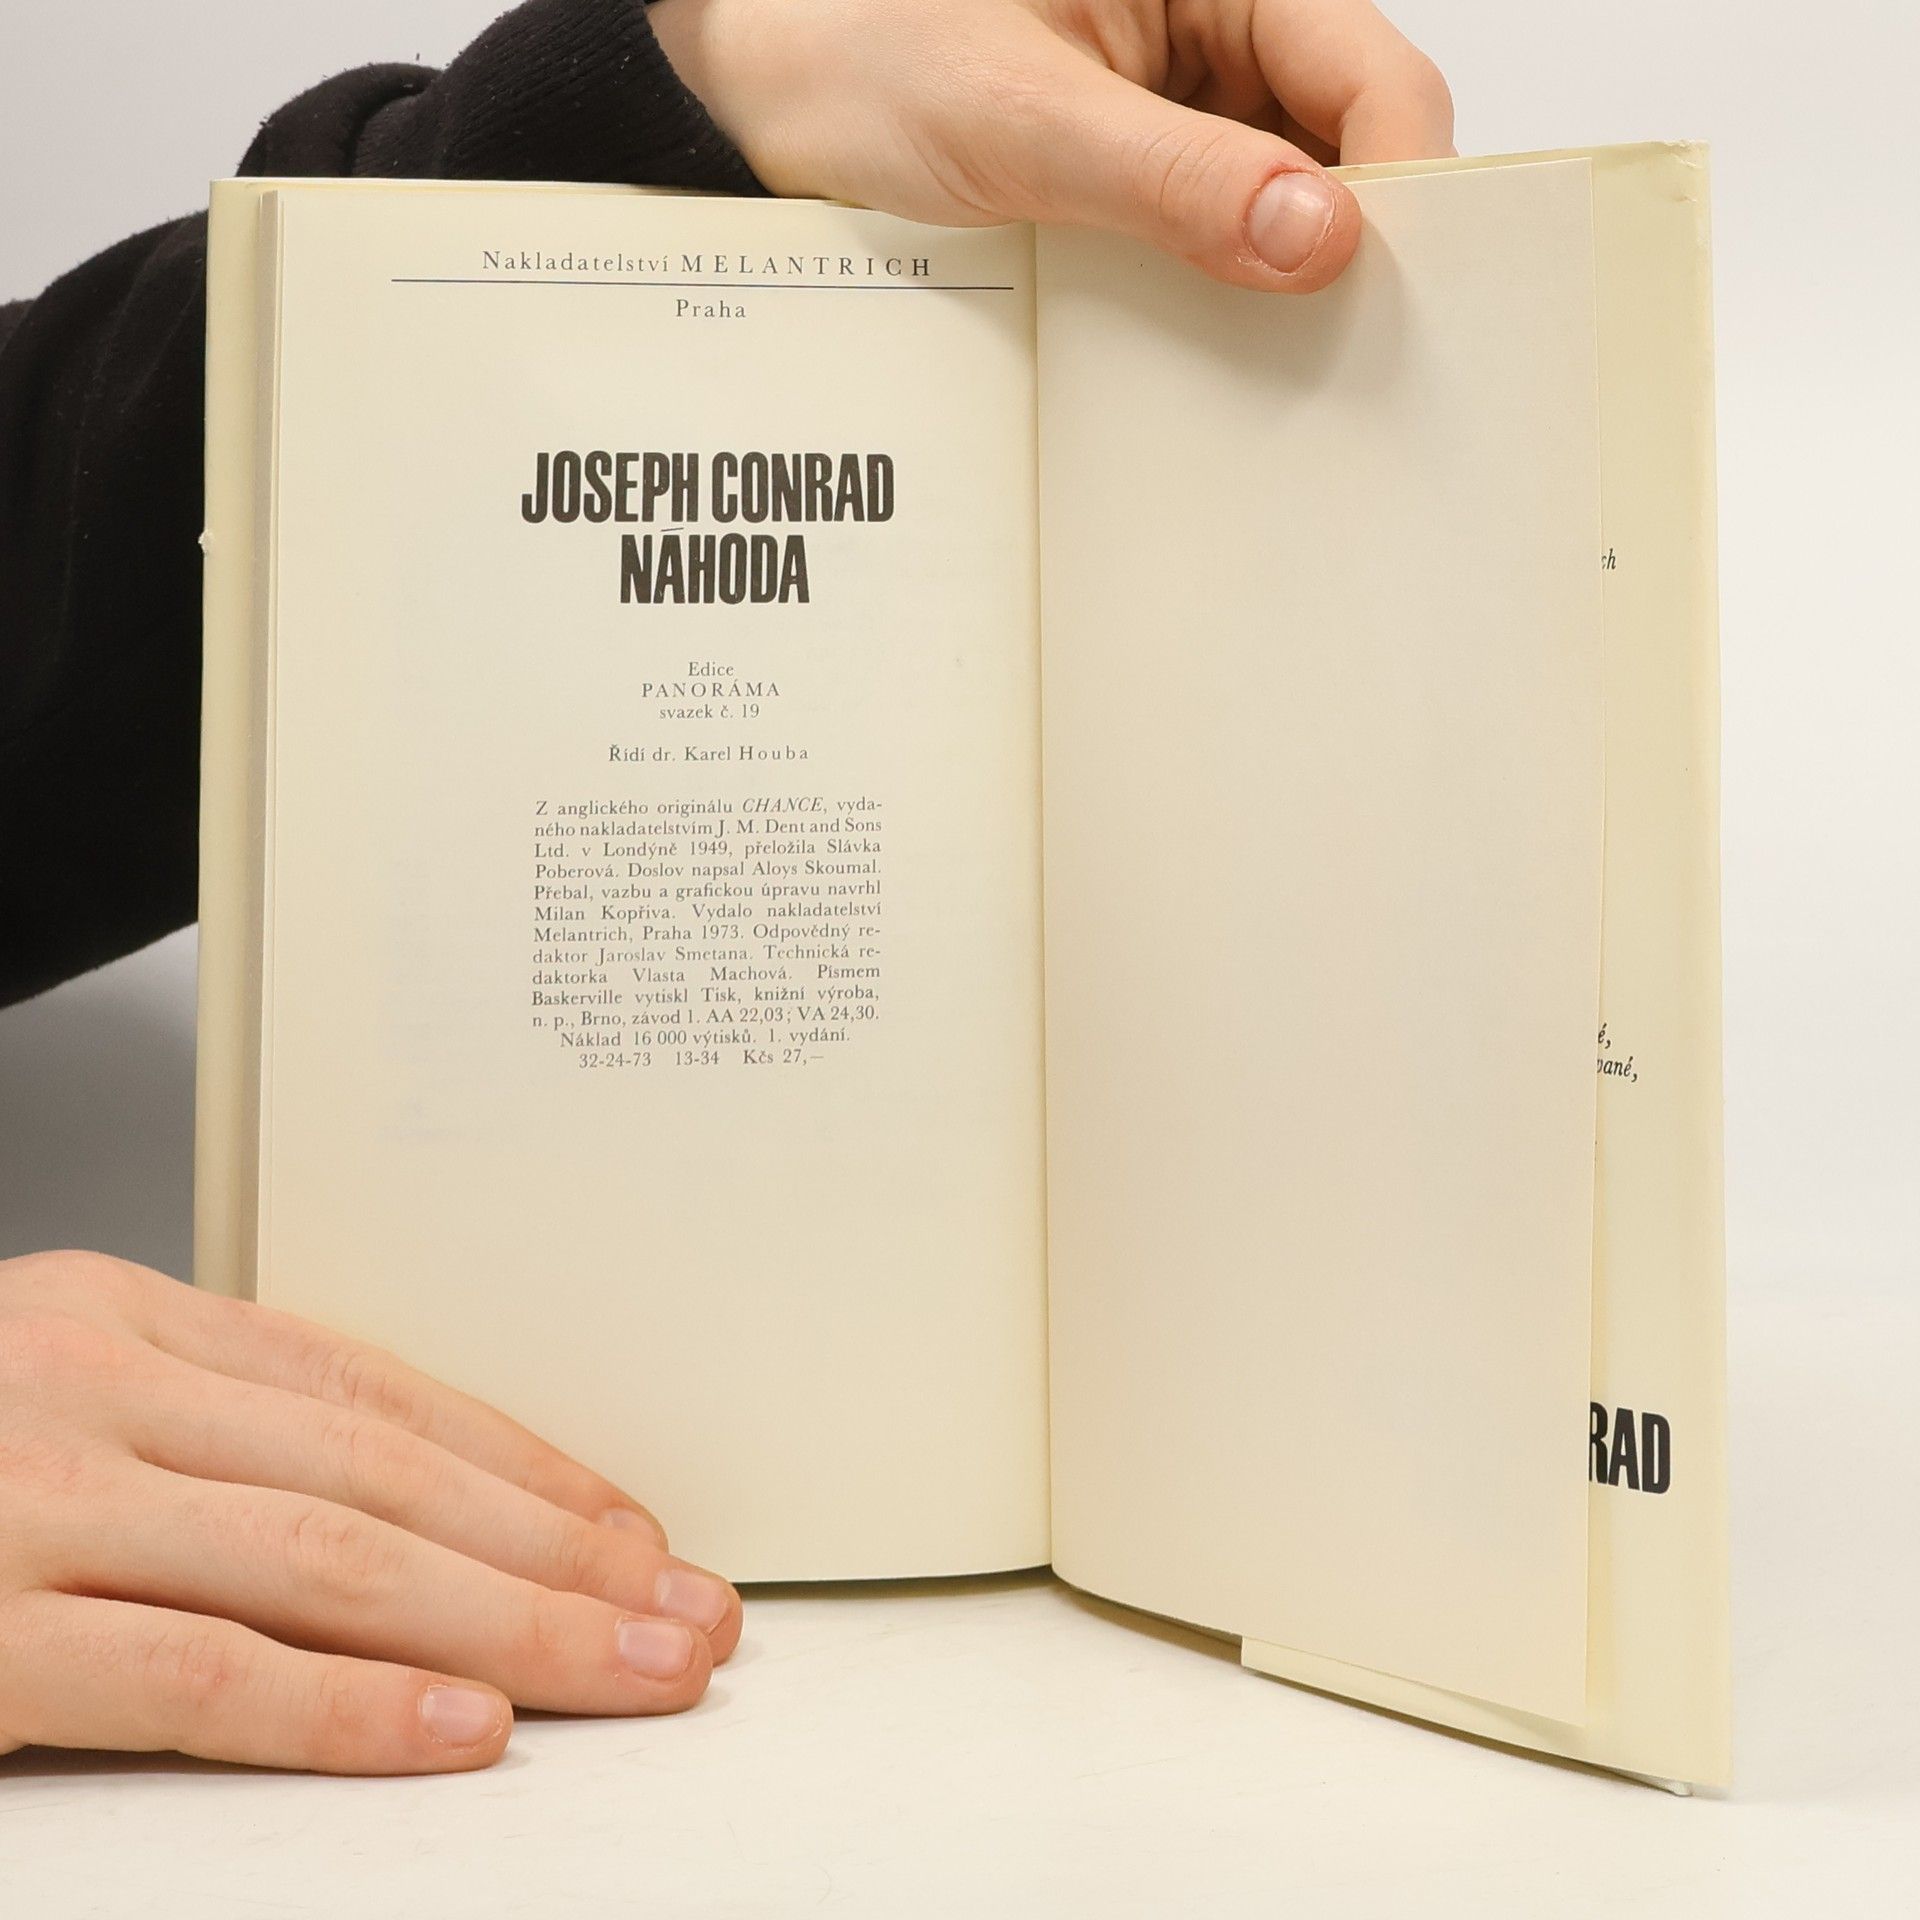 Nakladatelství MELANTRICH
Praha
JOSEPH CONRAD
NÁHODA
Edice
PANORÁMA
svazek č. 19
Řídí dr. Karel Houba
Z anglického originálu CHANCE, vyda-
ného nakladatelstvím J. M. Dent and Sons
Ltd. v Londýně 1949, přeložila Slávka
Poberová. Doslov napsal Aloys Skoumal.
Přebal, vazbu a grafickou úpravu navrhl
Milan Kopřiva. Vydalo nakladatelství
Melantrich, Praha 1973. Odpovědný re-
daktor Jaroslav Smetana. Technická re-
daktorka Vlasta Machová. Písmem
Baskerville vytiskl Tisk, knižní výroba,
n. p., Brno, závod 1. AA 22,03; VA 24,30.
Náklad 16 000 výtisků. 1. vydání.
32-24-73 13-34 Kčs 27,—
ch
é,
vané,
RAD